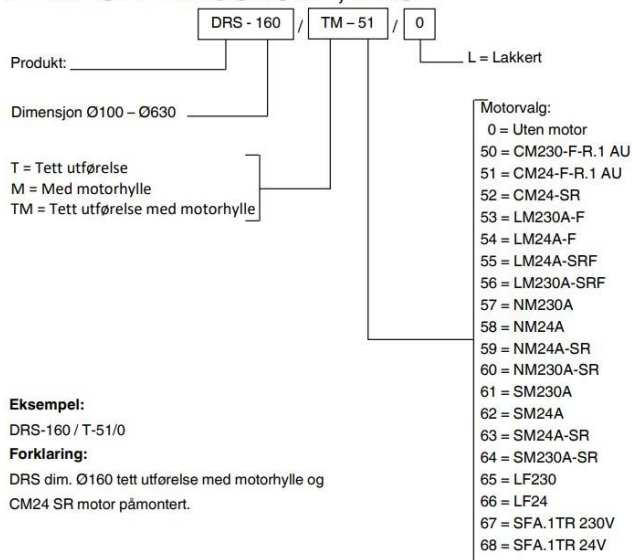 DRS - 160 / TM – 51 / 0
L = Lakkert
Produkt:
Dimensjon Ø100 – Ø630
T = Tett utførelse
M = Med motorhylle
TM = Tett utførelse med motorhylle
Motorvalg:
0 = Uten motor
50 = CM230-F-R.1 AU
51 = CM24-F-R.1 AU
52 = CM24-SR
53 = LM230A-F
54 = LM24A-F
55 = LM24A-SRF
56 = LM230A-SRF
57 = NM230A
58 = NM24A
59 = NM24A-SR
60 = NM230A-SR
61 = SM230A
62 = SM24A
63 = SM24A-SR
64 = SM230A-SR
65 = LF230
66 = LF24
67 = SFA.1TR 230V
68 = SFA.1TR 24V
Eksempel:
DRS-160 / T-51/0
Forklaring:
DRS dim. Ø160 tett utførelse med motorhylle og
CM24 SR motor påmontert.